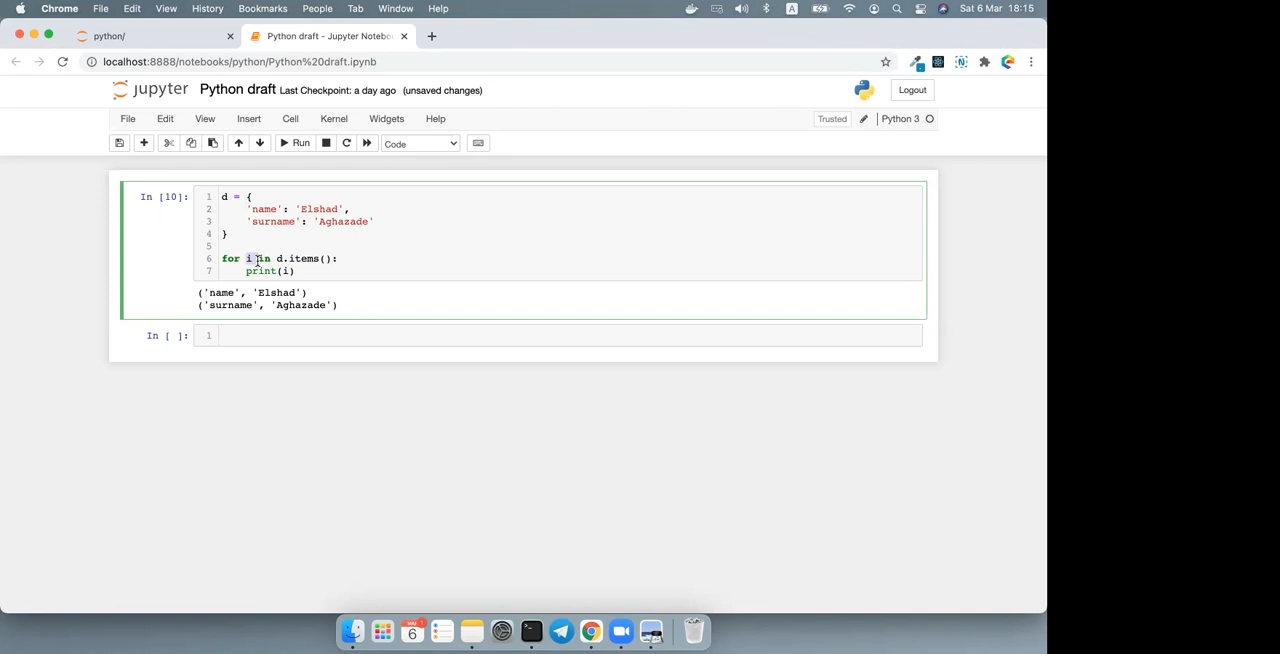 Chrome File Edit View History Bookmarks People Tab Window Help A Sat 6 Mar 18:15
python/ Python draft - Jupyter Notebo
localhost:8888/notebooks/python/Python%20draft.ipynb
jupyter Python draft Last Checkpoint: a day ago (unsaved changes) Logout
File Edit View Insert Cell Kernel Widgets Help Trusted Python 3
Run Code
In [10]: 1 d = {
2 'name': 'Elshad',
3 'surname': 'Aghazade'
4 }
5
6 for i in d.items():
7 print(i)
('name', 'Elshad')
('surname', 'Aghazade')
In [ ]: 1
6